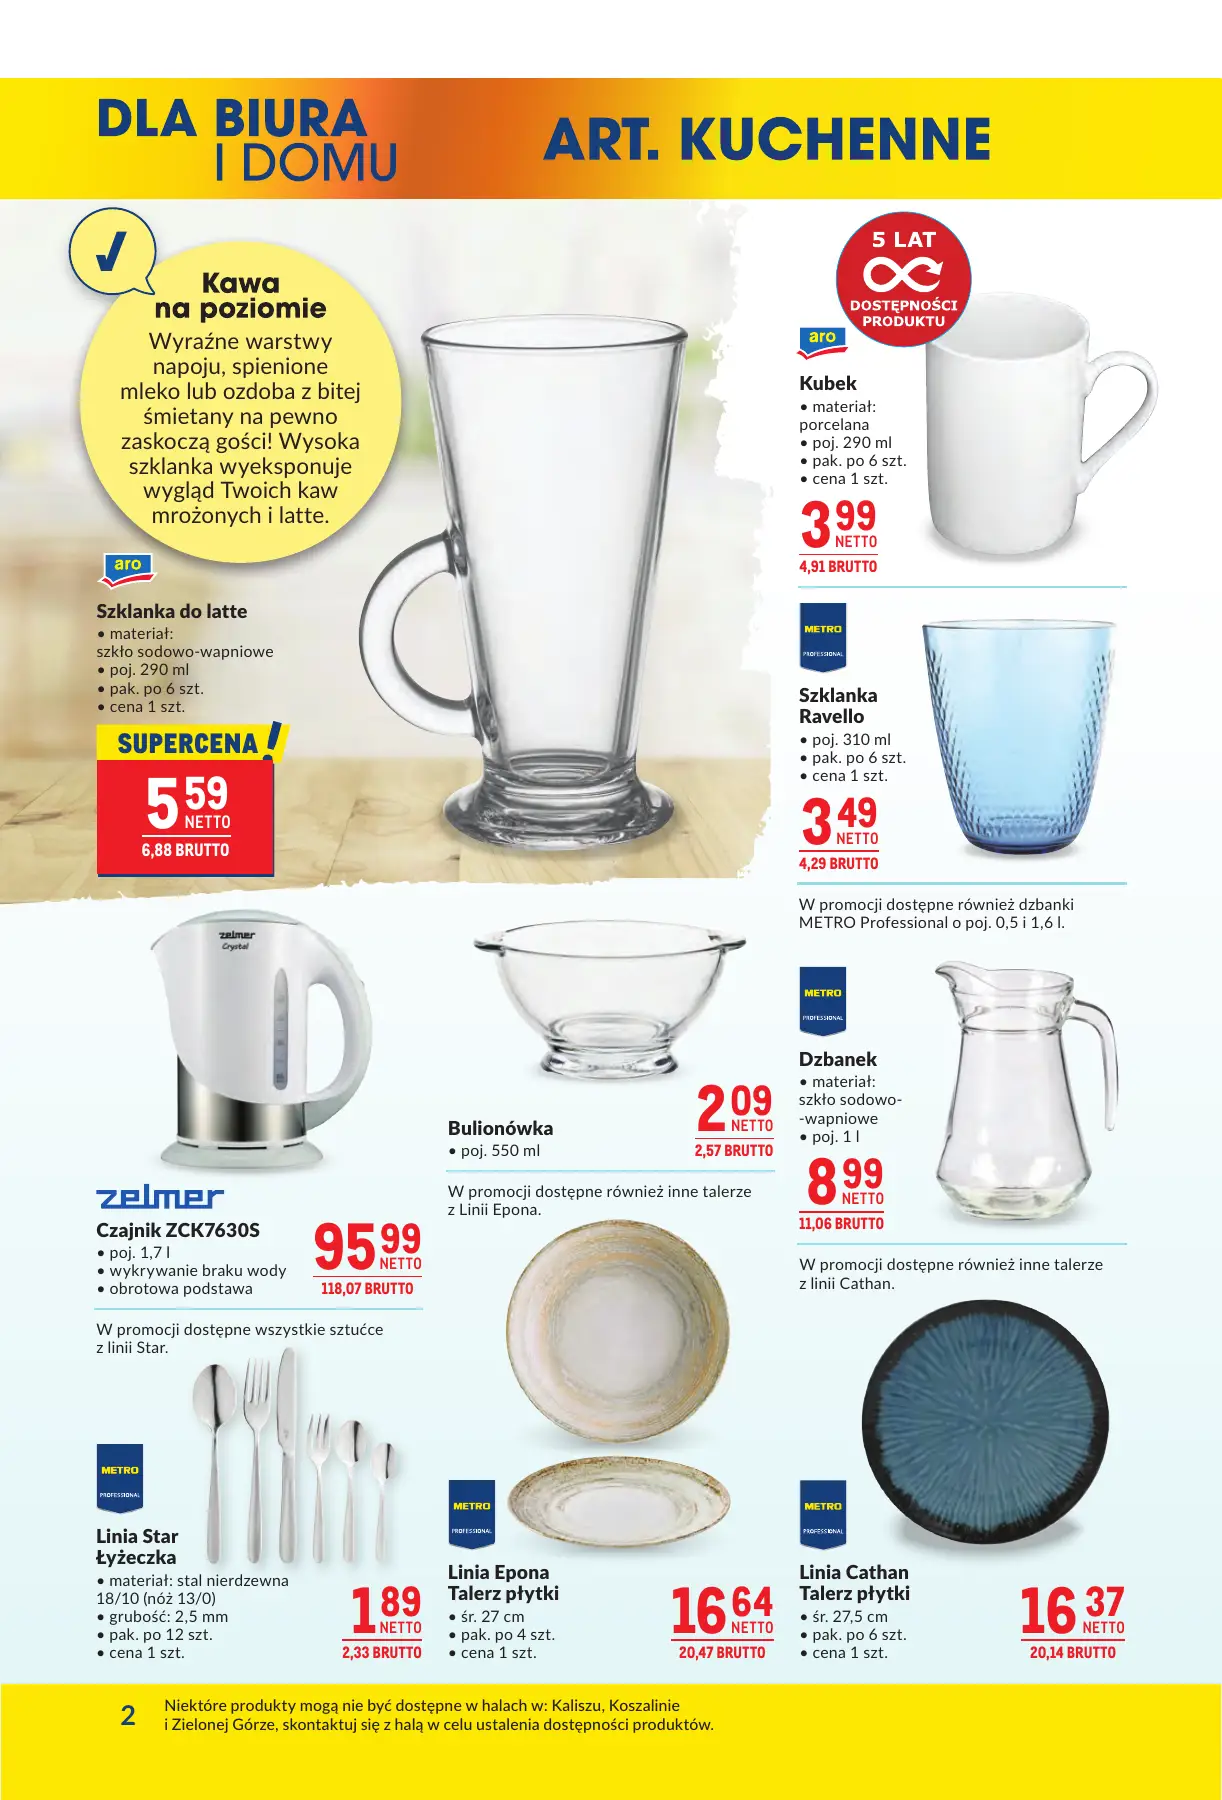 DLA BIURA
I DOMU
ART. KUCHENNE
Kawa
na poziomie
Wyraźne warstwy
napoju, spienione
mleko lub ozdoba z bitej
śmietany na pewno
zaskoczą gości! Wysoka
szklanka wyeksponuje
wygląd Twoich kaw
mrożonych i latte.
aro
Szklanka do latte
• materiał:
szkło sodowo-wapniowe
• poj. 290 ml
• pak. po 6 szt.
• cena 1 szt.
SUPERCENA!
5 59
NETTO
6,88 BRUTTO
5 LAT
DOSTĘPNOŚCI
PRODUKTU
aro
Kubek
• materiał:
porcelana
• poj. 290 ml
• pak. po 6 szt.
• cena 1 szt.
3 99
NETTO
4,91 BRUTTO
METRO
PROFESSIONAL
Szklanka
Ravello
• poj. 310 ml
• pak. po 6 szt.
• cena 1 szt.
3 49
NETTO
4,29 BRUTTO
W promocji dostępne również dzbanki
METRO Professional o poj. 0,5 i 1,6 l.
METRO
PROFESSIONAL
Dzbanek
• materiał:
szkło sodowo-
-wapniowe
• poj. 1 l
8 99
NETTO
11,06 BRUTTO
zelmer
Crystal
zelmer
Czajnik ZCK7630S
• poj. 1,7 l
• wykrywanie braku wody
• obrotowa podstawa
95 99
NETTO
118,07 BRUTTO
Bulionówka
• poj. 550 ml
2 09
NETTO
2,57 BRUTTO
W promocji dostępne wszystkie sztućce
z linii Star.
METRO
PROFESSIONAL
Linia Star
Łyżeczka
• materiał: stal nierdzewna
18/10 (nóż 13/0)
• grubość: 2,5 mm
• pak. po 12 szt.
• cena 1 szt.
1 89
NETTO
2,33 BRUTTO
W promocji dostępne również inne talerze
z Linii Epona.
METRO
PROFESSIONAL
Linia Epona
Talerz płytki
• śr. 27 cm
• pak. po 4 szt.
• cena 1 szt.
16 64
NETTO
20,47 BRUTTO
W promocji dostępne również inne talerze
z linii Cathan.
METRO
PROFESSIONAL
Linia Cathan
Talerz płytki
• śr. 27,5 cm
• pak. po 6 szt.
• cena 1 szt.
16 37
NETTO
20,14 BRUTTO
2
Niektóre produkty mogą nie być dostępne w halach w: Kaliszu, Koszalinie
i Zielonej Górze, skontaktuj się z halą w celu ustalenia dostępności produktów.